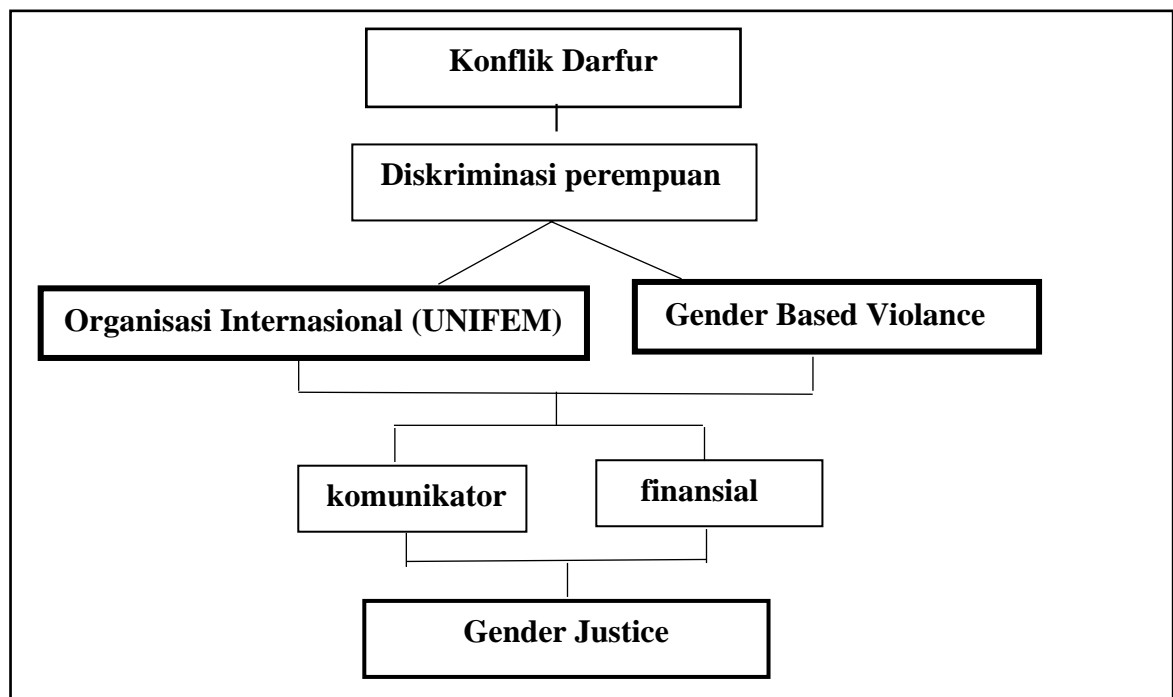 Konflik Darfur
Diskriminasi perempuan
Organisasi Internasional (UNIFEM)
Gender Based Violance
komunikator
finansial
Gender Justice